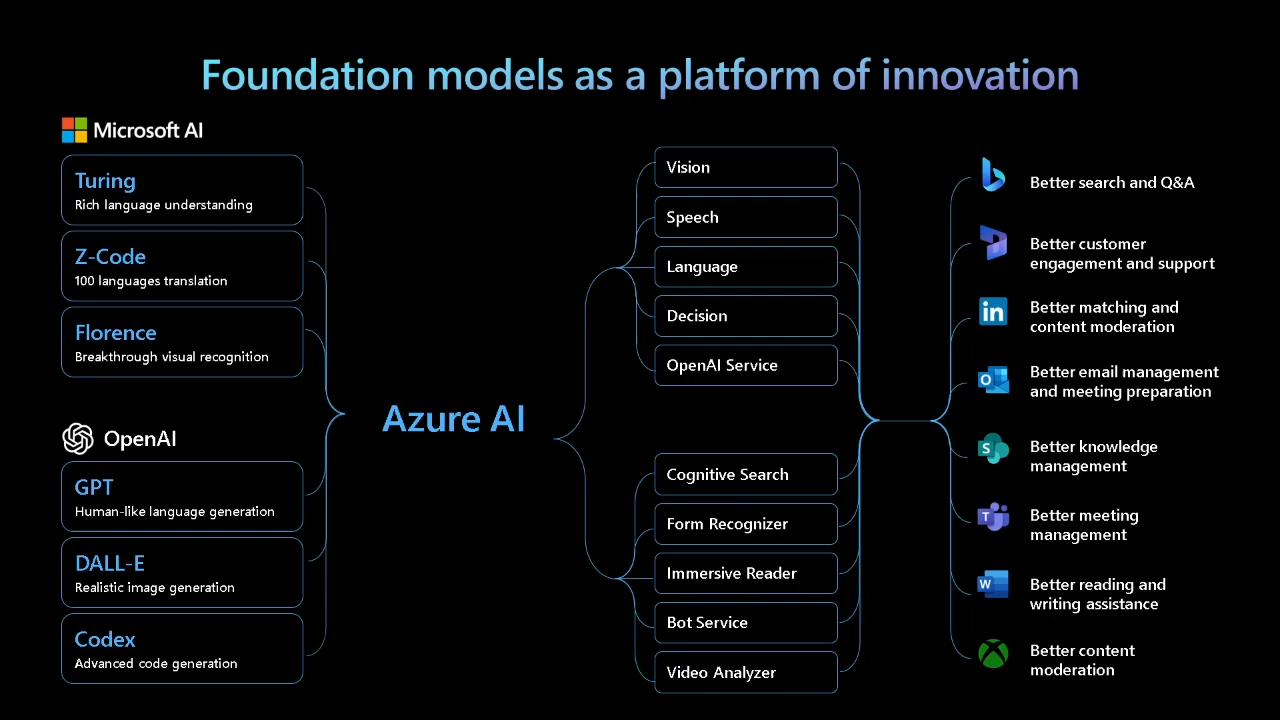 Foundation models as a platform of innovation
Microsoft AI
Turing
Rich language understanding
Z-Code
100 languages translation
Florence
Breakthrough visual recognition
OpenAI
GPT
Human-like language generation
DALL-E
Realistic image generation
Codex
Advanced code generation
Azure AI
Vision
Speech
Language
Decision
OpenAI Service
Cognitive Search
Form Recognizer
Immersive Reader
Bot Service
Video Analyzer
Better search and Q&A
Better customer
engagement and support
in
Better matching and
content moderation
O
Better email management
and meeting preparation
S
Better knowledge
management
T
Better meeting
management
W
Better reading and
writing assistance
Better content
moderation